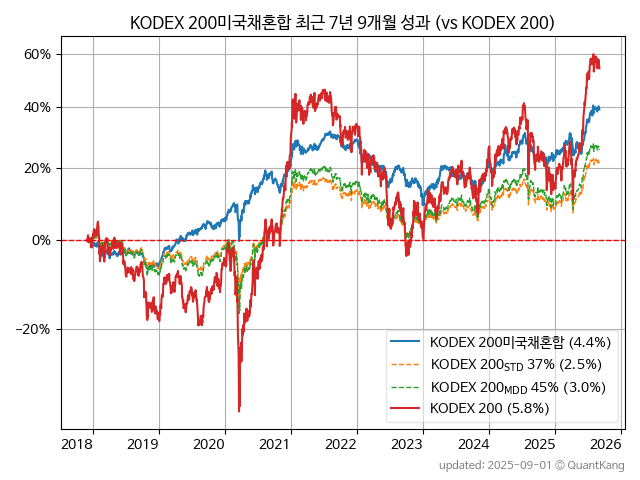 KODEX 200미국채혼합 최근 7년 9개월 성과 (vs KODEX 200)
60%
40%
20%
0%
−20%
KODEX 200미국채혼합 (4.4%)
KODEX 200STD 37% (2.5%)
KODEX 200MDD 45% (3.0%)
KODEX 200 (5.8%)
2018 2019 2020 2021 2022 2023 2024 2025 2026
updated: 2025-09-01 © QuantKang